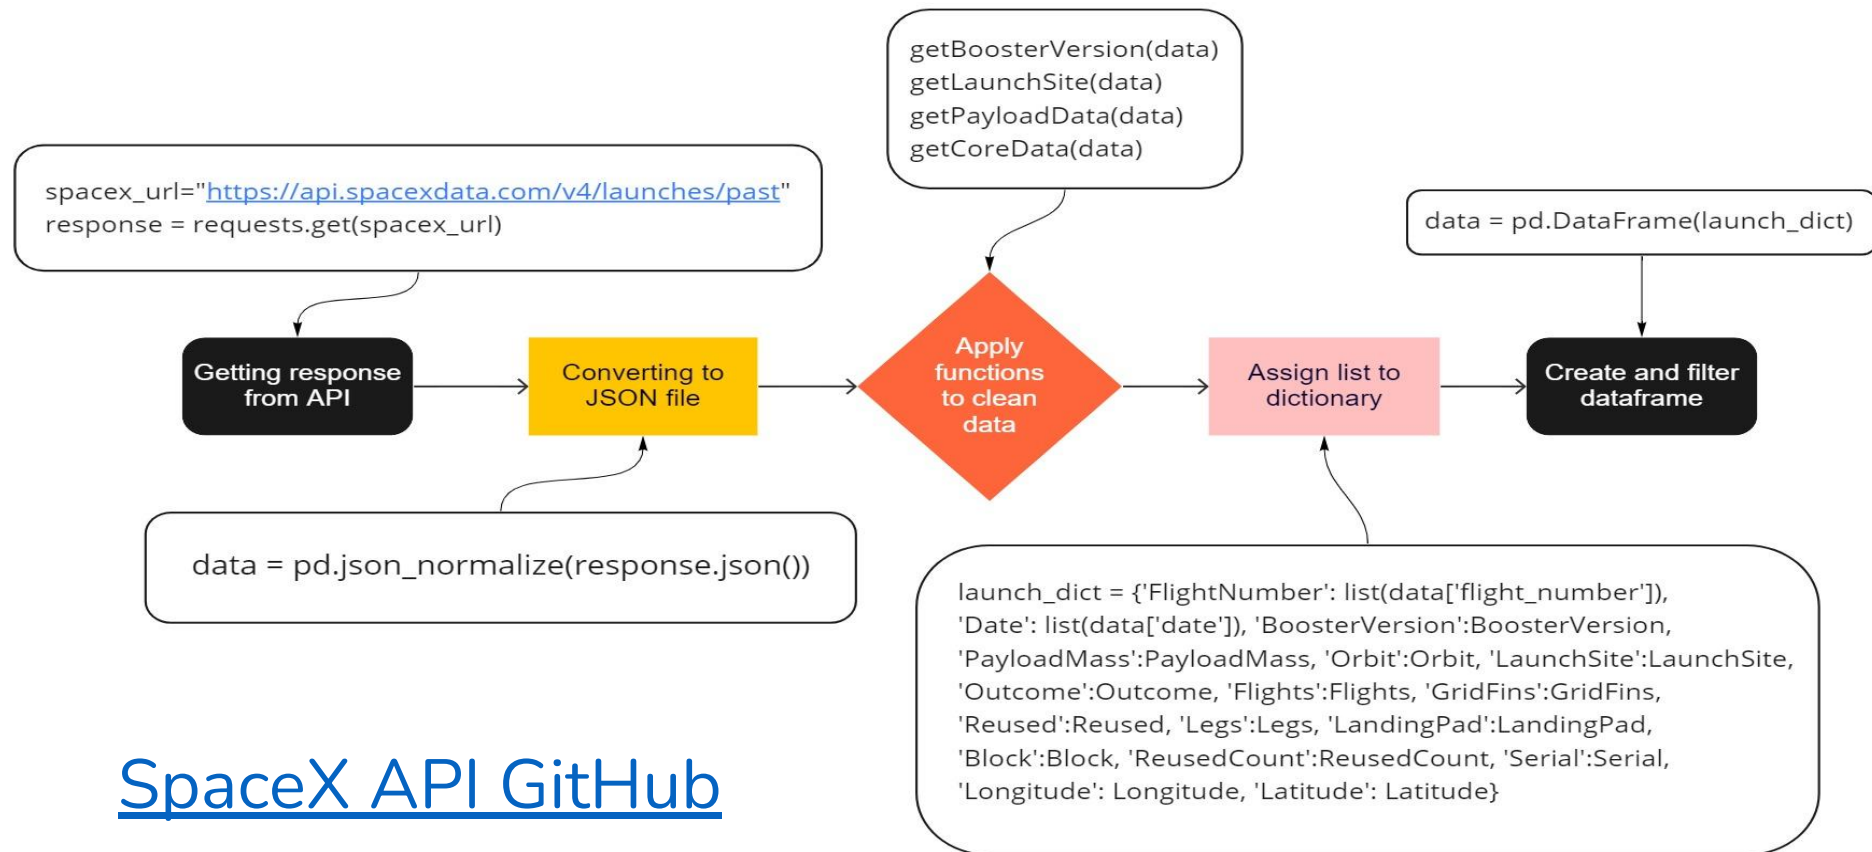 getBoosterVersion(data)
getLaunchSite(data)
getPayloadData(data)
getCoreData(data)
spacex_url="https://api.spacexdata.com/v4/launches/past"
response = requests.get(spacex_url)
data = pd.DataFrame(launch_dict)
Getting response
from API
Converting to
JSON file
Apply
functions
to clean
data
Assign list to
dictionary
Create and filter
dataframe
data = pd.json_normalize(response.json())
launch_dict = {'FlightNumber': list(data['flight_number']),
'Date': list(data['date']), 'BoosterVersion':BoosterVersion,
'PayloadMass':PayloadMass, 'Orbit':Orbit, 'LaunchSite':LaunchSite,
'Outcome':Outcome, 'Flights':Flights, 'GridFins':GridFins,
'Reused':Reused, 'Legs':Legs, 'LandingPad':LandingPad,
'Block':Block, 'ReusedCount':ReusedCount, 'Serial':Serial,
'Longitude': Longitude, 'Latitude': Latitude}
SpaceX API GitHub